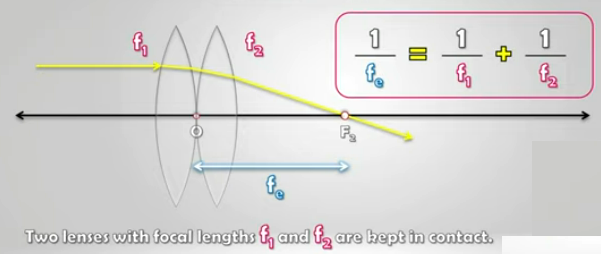 f₁ f₂
1/fₑ = 1/f₁ + 1/f₂
O F₂
fₑ
Two lenses with focal lengths f₁ and f₂ are kept in contact.